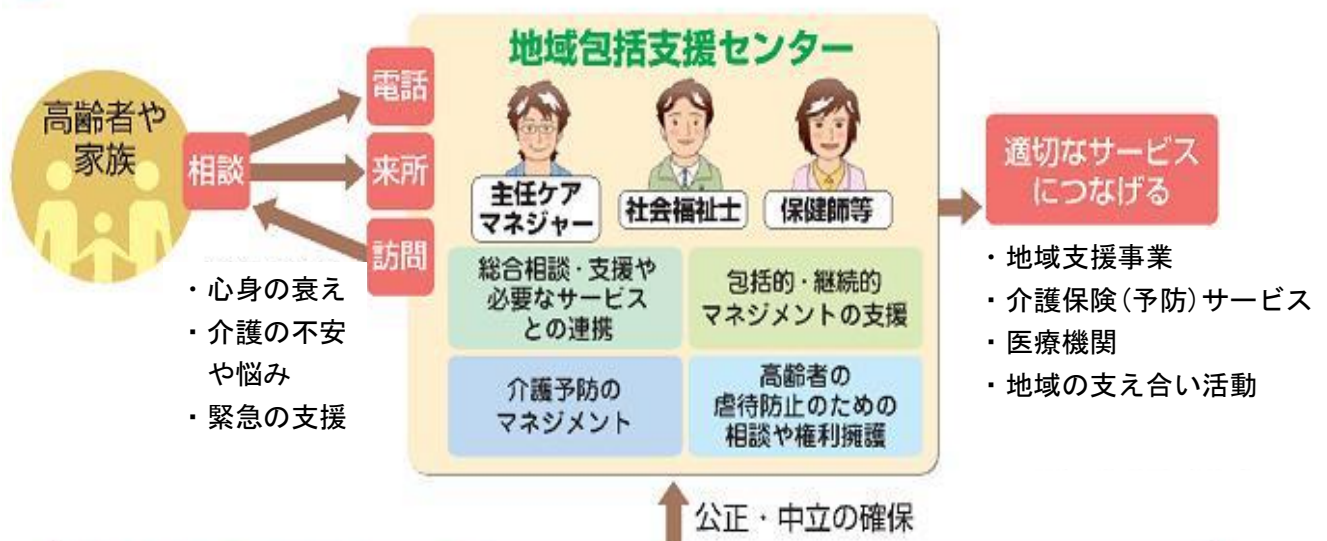 地域包括支援センター
高齢者や
家族
相談
電話
来所
訪問
・心身の衰え
・介護の不安
や悩み
・緊急の支援
主任ケア
マネジャー
社会福祉士
保健師等
総合相談・支援や
必要なサービス
との連携
包括的・継続的
マネジメントの支援
介護予防の
マネジメント
高齢者の
虐待防止のための
相談や権利擁護
適切なサービス
につなげる
・地域支援事業
・介護保険(予防)サービス
・医療機関
・地域の支え合い活動
公正・中立の確保